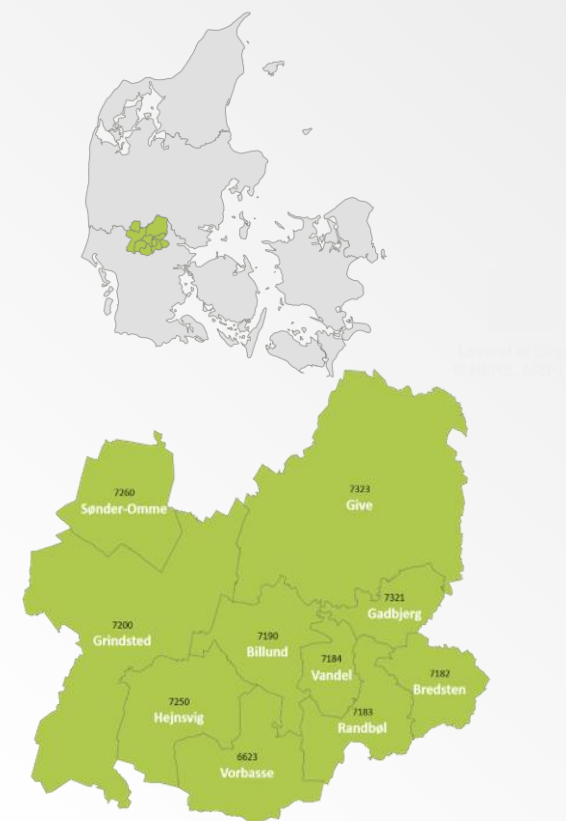 7260
Sønder-Omme
7323
Give
7321
Gadbjerg
7200
Grindsted
7190
Billund
7184
Vandel
7182
Bredsten
7250
Hejnsvig
7183
Randbøl
6623
Vorbasse